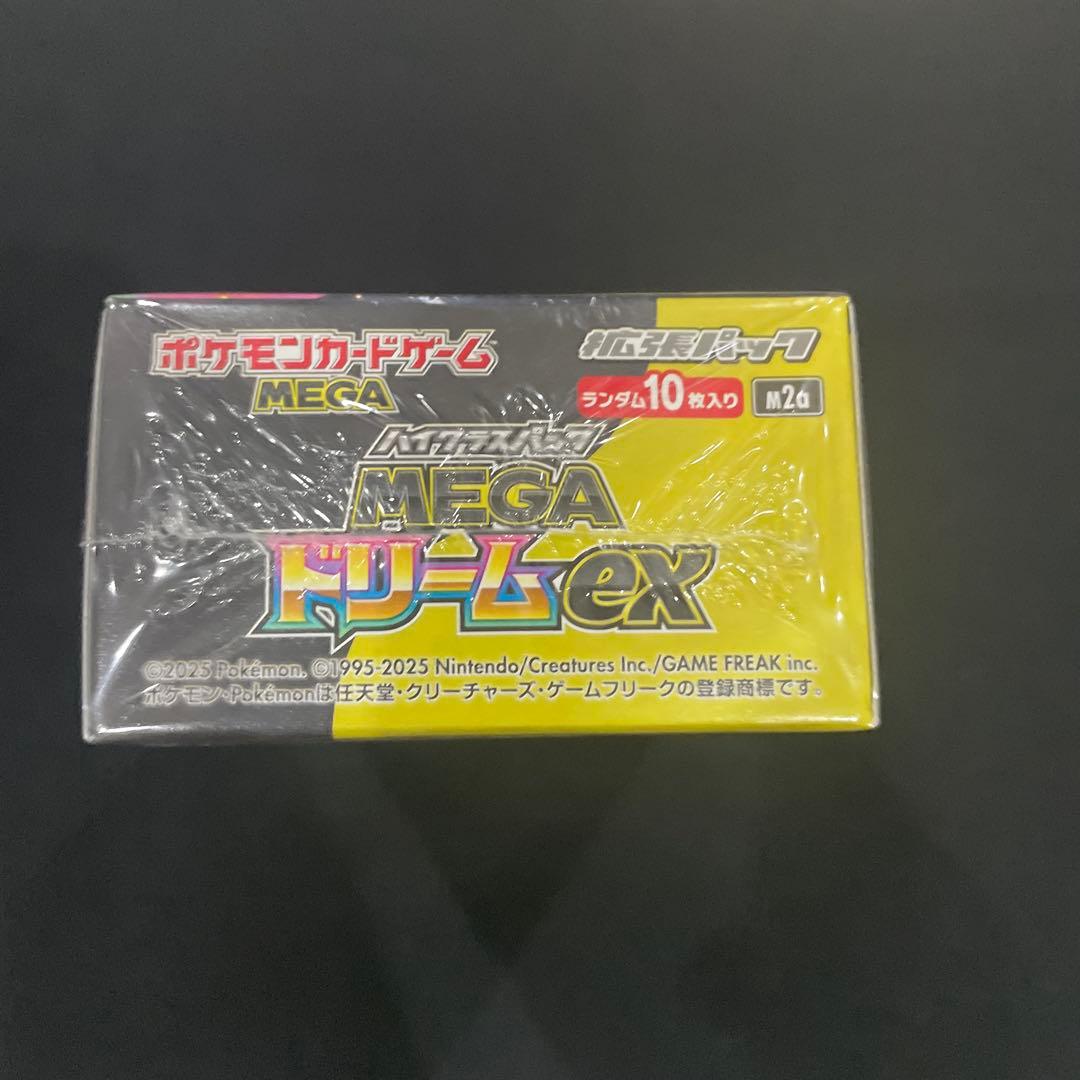 ポケモンカードゲーム
MEGA
拡張パック
ランダム10枚入り
M2a
ハイクラスパック
MEGA
ドリームex
©2025 Pokémon. ©1995-2025 Nintendo/Creatures Inc./GAME FREAK inc.
ポケモン・Pokémonは任天堂・クリーチャーズ・ゲームフリークの登録商標です。